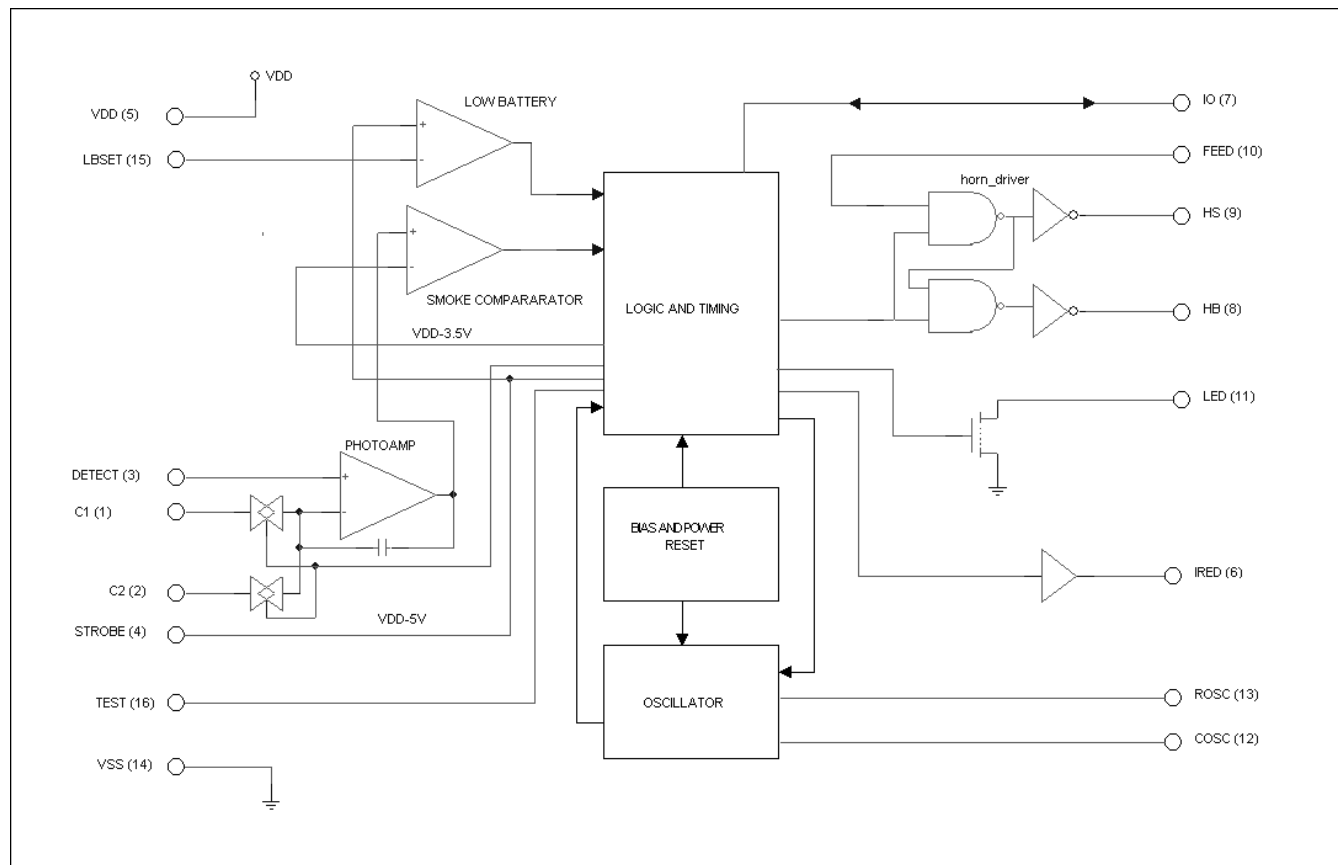 VDD
VDD (5)
LOW BATTERY
+
LBSET (15)
-
IO (7)
FEED (10)
horn_driver
HS (9)
+
-
SMOKE COMPARARATOR
LOGIC AND TIMING
HB (8)
VDD-3.5V
LED (11)
PHOTOAMP
DETECT (3)
+
C1 (1)
-
BIAS AND POWER
RESET
IRED (6)
C2 (2)
VDD-5V
STROBE (4)
TEST (16)
OSCILLATOR
ROSC (13)
COSC (12)
VSS (14)